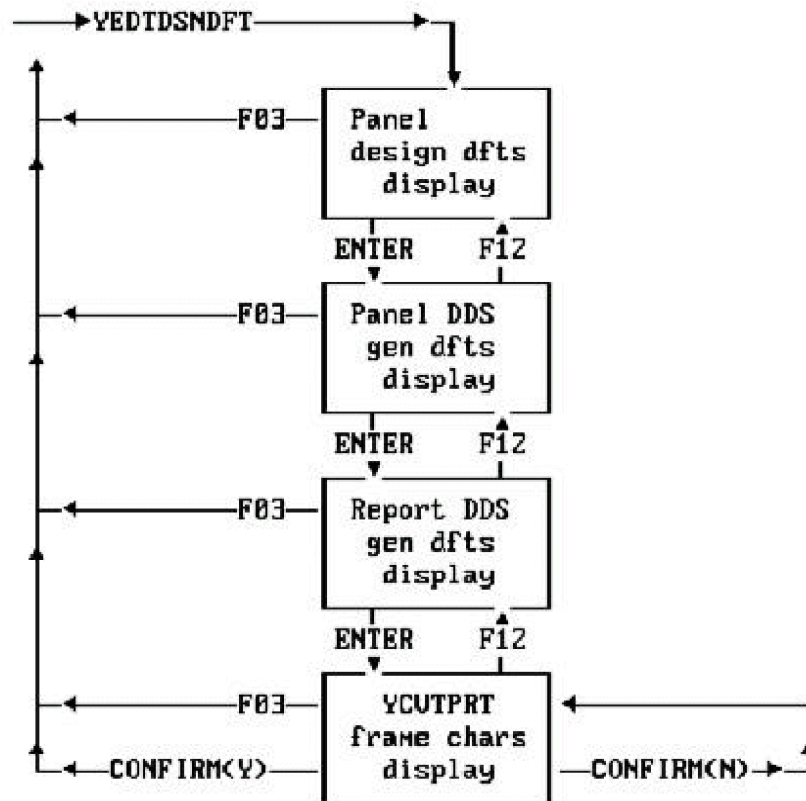 YEDTDSNDFT
F03
Panel
design dfts
display
ENTER F12
F03
Panel DDS
gen dfts
display
ENTER F12
F03
Report DDS
gen dfts
display
ENTER F12
F03
YCVTPRT
frame chars
display
CONFIRM(Y)
CONFIRM(N)